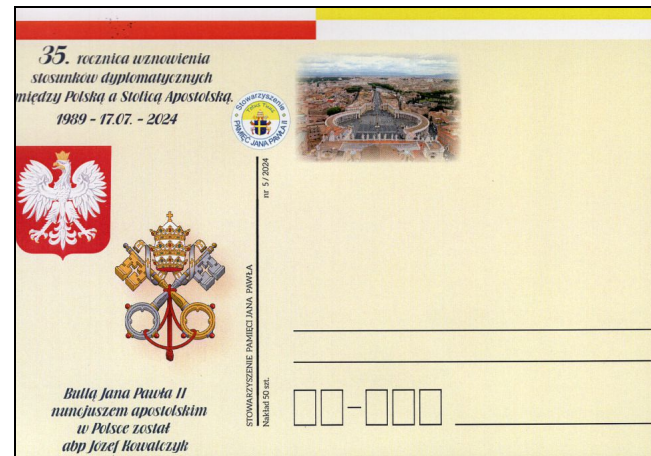 35. rocznica wznowienia
stosunków dyplomatycznych
między Polską a Stolicą Apostolską.
1989 - 17.07. - 2024
Stowarzyszenie
PAMIĘĆ JANA PAWŁA II
nr 5 / 2024
STOWARZYSZENIE PAMIĘCI JANA PAWŁA
Nakład 50 szt.
Bullą Jana Pawła II
nuncjuszem apostolskim
w Polsce został
abp Józef Kowalczyk